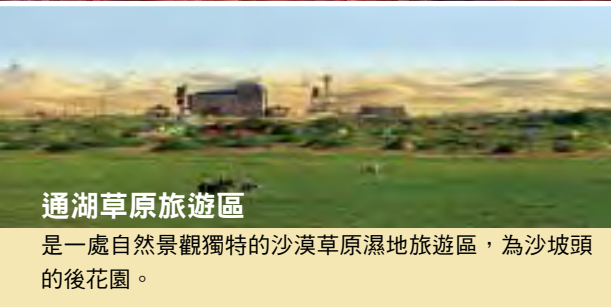 通湖草原旅遊區
是一處自然景觀獨特的沙漠草原濕地旅遊區，為沙坡頭
的後花園。